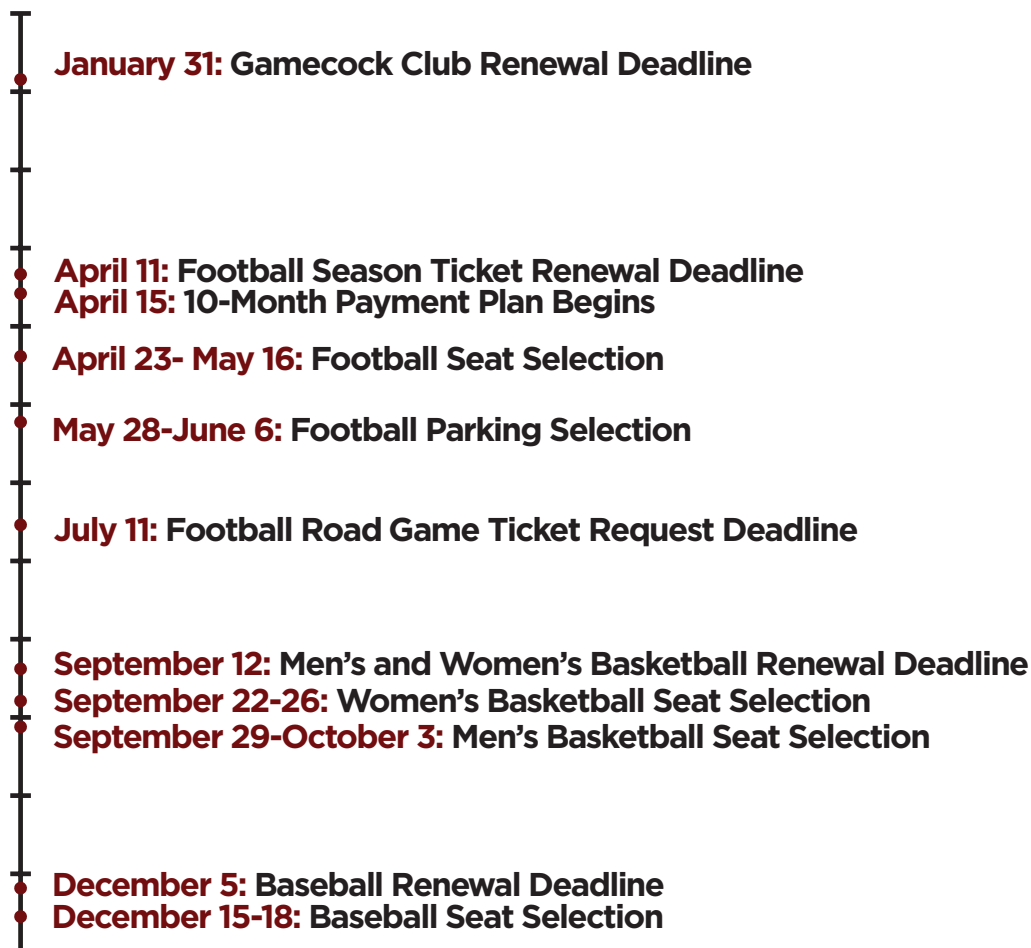 January 31: Gamecock Club Renewal Deadline
April 11: Football Season Ticket Renewal Deadline
April 15: 10-Month Payment Plan Begins
April 23- May 16: Football Seat Selection
May 28-June 6: Football Parking Selection
July 11: Football Road Game Ticket Request Deadline
September 12: Men’s and Women’s Basketball Renewal Deadline
September 22-26: Women’s Basketball Seat Selection
September 29-October 3: Men’s Basketball Seat Selection
December 5: Baseball Renewal Deadline
December 15-18: Baseball Seat Selection